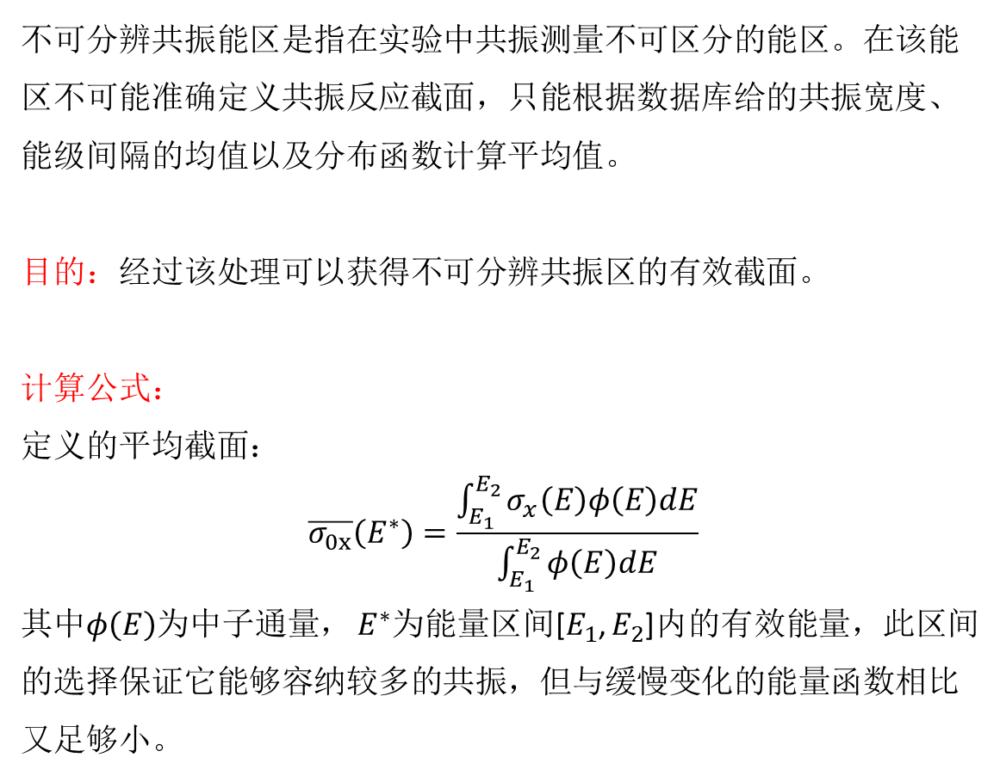 不可分辨共振能区是指在实验中共振测量不可区分的能区。在该能
区不可能准确定义共振反应截面，只能根据数据库给的共振宽度、
能级间隔的均值以及分布函数计算平均值。
目的：经过该处理可以获得不可分辨共振区的有效截面。
计算公式：
定义的平均截面：
$\overline{\sigma_{0x}}(E^*) = \frac{\int_{E_1}^{E_2} \sigma_x(E)\phi(E)dE}{\int_{E_1}^{E_2} \phi(E)dE}$
其中ϕ(E)为中子通量， E*为能量区间[E₁, E₂]内的有效能量，此区间
的选择保证它能够容纳较多的共振，但与缓慢变化的能量函数相比
又足够小。